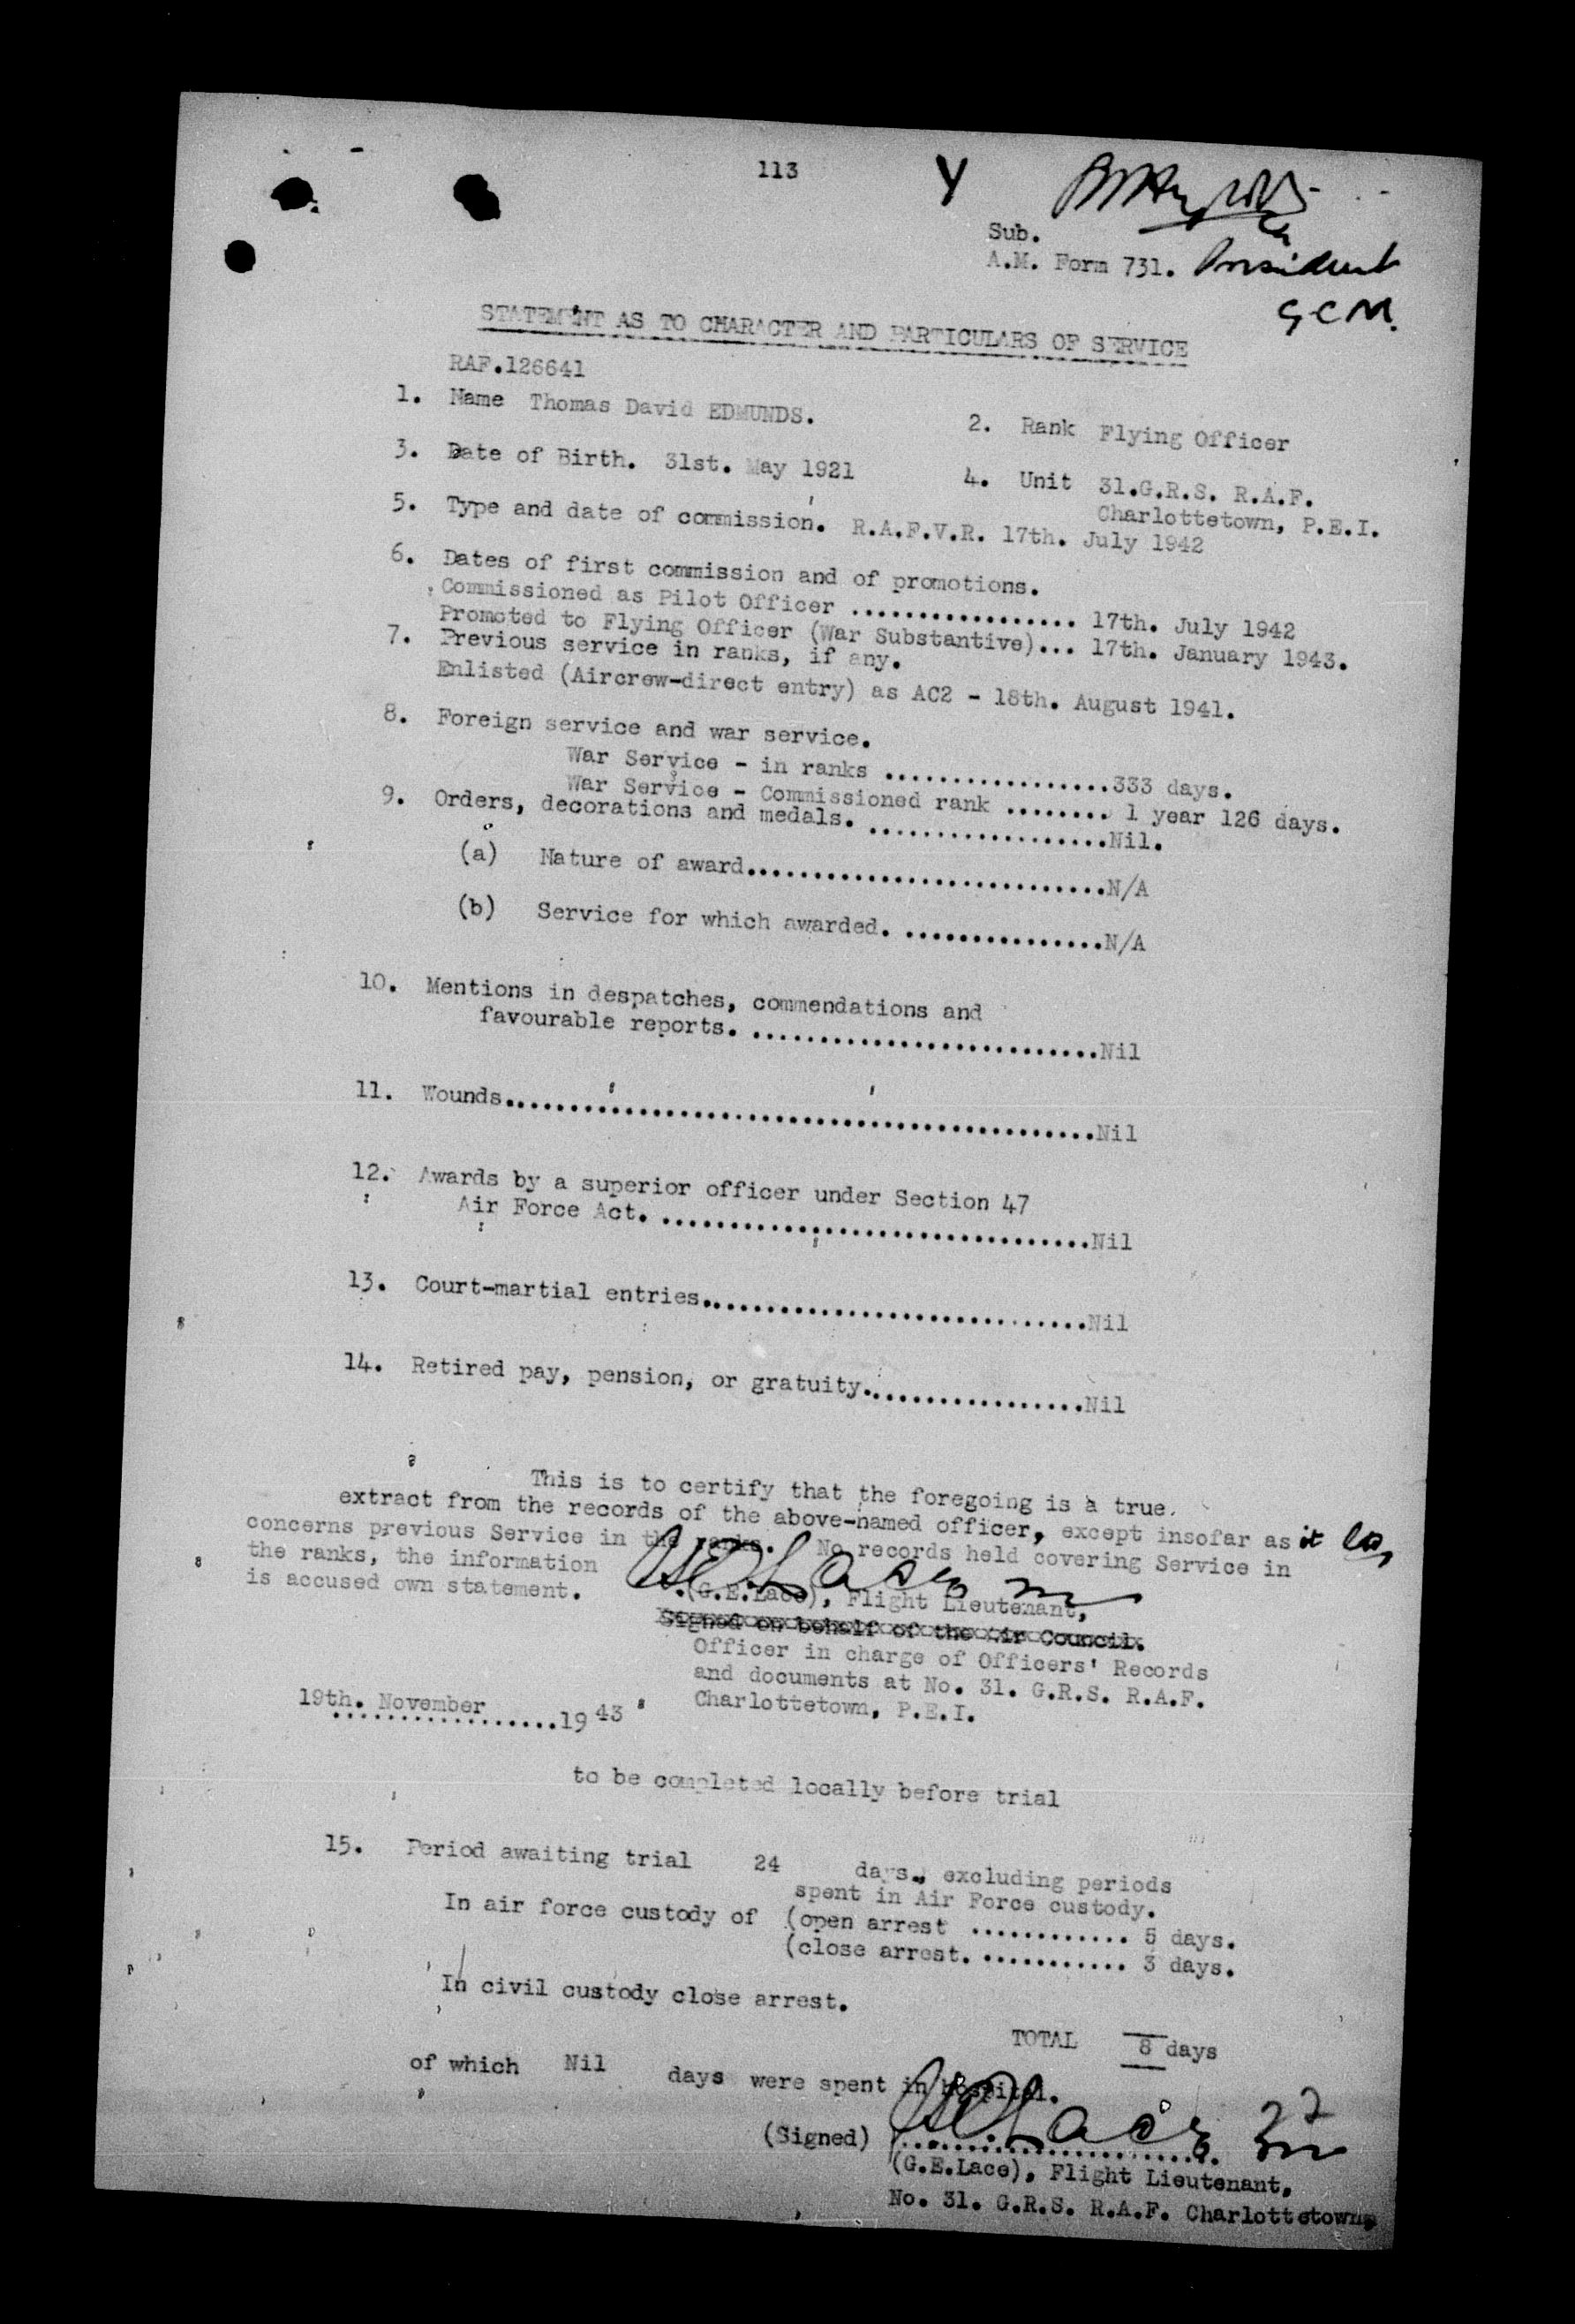 113
Y
Sub.
A.M. Form 731. President
GCM.
STATEMENT AS TO CHARACTER AND PARTICULARS OF SERVICE
RAF.126641
1. Name Thomas David EDMUNDS.
2. Rank Flying Officer
3. Date of Birth. 31st. May 1921
4. Unit 31.G.R.S. R.A.F.
Charlottetown, P.E.I.
5. Type and date of commission. R.A.F.V.R. 17th. July 1942
6. Dates of first commission and of promotions.
Commissioned as Pilot Officer ................. 17th. July 1942
Promoted to Flying Officer (War Substantive)... 17th. January 1943.
7. Previous service in ranks, if any.
Enlisted (Aircrew-direct entry) as AC2 - 18th. August 1941.
8. Foreign service and war service.
War Service - in ranks .................333 days.
War Service - Commissioned rank ........ 1 year 126 days.
9. Orders, decorations and medals. ..................Nil.
(a) Nature of award...........................N/A
(b) Service for which awarded. ...............N/A
10. Mentions in despatches, commendations and
favourable reports. ..........................Nil
11. Wounds.............................................Nil
12. Awards by a superior officer under Section 47
Air Force Act. ................................Nil
13. Court-martial entries.............................Nil
14. Retired pay, pension, or gratuity.................Nil
This is to certify that the foregoing is a true.
extract from the records of the above-named officer, except insofar as it
concerns previous Service in the ranks. No records held covering Service in
the ranks, the information
is accused own statement.
(G.E.Lace), Flight Lieutenant,
Signed on behalf of the Air Council.
Officer in charge of Officers' Records
and documents at No. 31. G.R.S. R.A.F.
Charlottetown, P.E.I.
19th. November.................19 43
to be completed locally before trial
15. Period awaiting trial 24 days., excluding periods
spent in Air Force custody.
In air force custody of (open arrest ............ 5 days.
(close arrest. ........... 3 days.
In civil custody close arrest.
TOTAL 8 days
of which Nil days were spent in hospital.
(Signed) ........................
(G.E.Lace), Flight Lieutenant,
No. 31. G.R.S. R.A.F. Charlottetown,